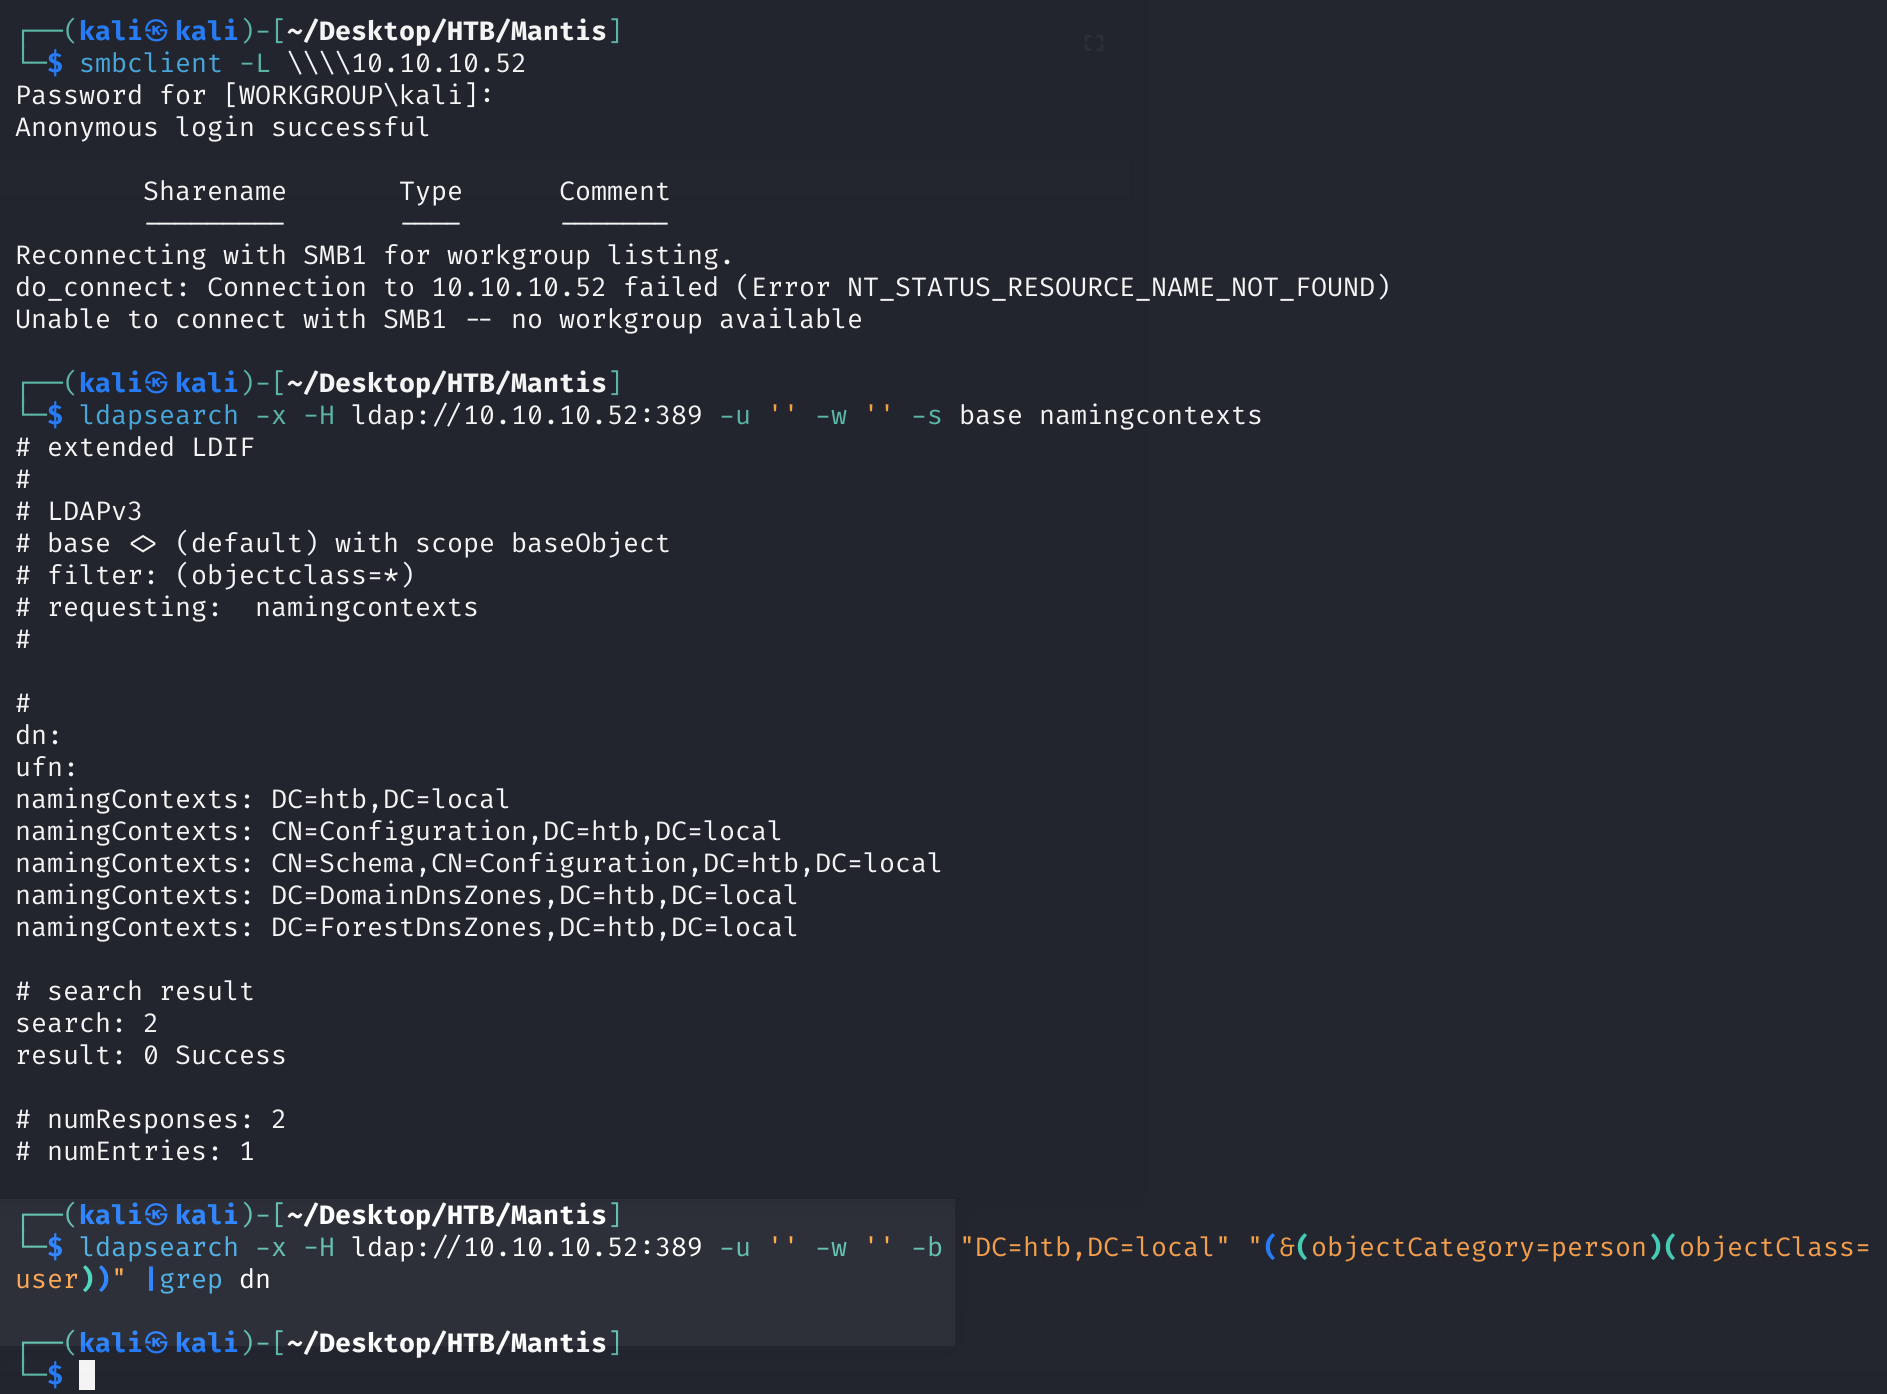 ┌──(kali㉿kali)-[~/Desktop/HTB/Mantis]
└─$ smbclient -L \\\\10.10.10.52
Password for [WORKGROUP\kali]:
Anonymous login successful
Sharename       Type      Comment
---------       ----      -------
Reconnecting with SMB1 for workgroup listing.
do_connect: Connection to 10.10.10.52 failed (Error NT_STATUS_RESOURCE_NAME_NOT_FOUND)
Unable to connect with SMB1 -- no workgroup available
┌──(kali㉿kali)-[~/Desktop/HTB/Mantis]
└─$ ldapsearch -x -H ldap://10.10.10.52:389 -u '' -w '' -s base namingcontexts
# extended LDIF
#
# LDAPv3
# base <> (default) with scope baseObject
# filter: (objectclass=*)
# requesting:  namingcontexts
#
#
dn:
ufn:
namingContexts: DC=htb,DC=local
namingContexts: CN=Configuration,DC=htb,DC=local
namingContexts: CN=Schema,CN=Configuration,DC=htb,DC=local
namingContexts: DC=DomainDnsZones,DC=htb,DC=local
namingContexts: DC=ForestDnsZones,DC=htb,DC=local
# search result
search: 2
result: 0 Success
# numResponses: 2
# numEntries: 1
┌──(kali㉿kali)-[~/Desktop/HTB/Mantis]
└─$ ldapsearch -x -H ldap://10.10.10.52:389 -u '' -w '' -b "DC=htb,DC=local" "(&(objectCategory=person)(objectClass=
user))" |grep dn
┌──(kali㉿kali)-[~/Desktop/HTB/Mantis]
└─$